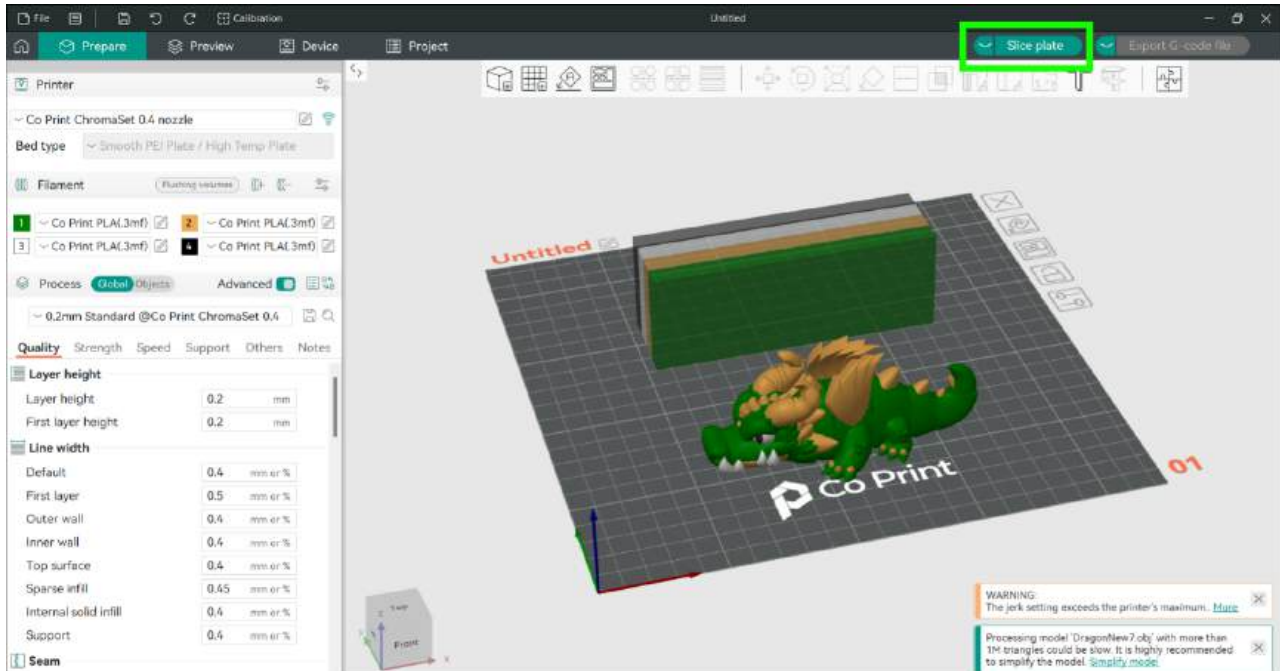 File
Calibration
Untitled
Prepare
Preview
Device
Project
Slice plate
Export G-code file
Printer
Co Print ChromaSet 0.4 nozzle
Bed type
Smooth PEI Plate / High Temp Plate
Filament
Flushing volumes
1 Co Print PLA(.3mf) 2 Co Print PLA(.3mf)
3 Co Print PLA(.3mf) 4 Co Print PLA(.3mf)
Process Global Objects Advanced
0.2mm Standard @Co Print ChromaSet 0.4
Quality Strength Speed Support Others Notes
Layer height
Layer height 0.2 mm
First layer height 0.2 mm
Line width
Default 0.4 mm or %
First layer 0.5 mm or %
Outer wall 0.4 mm or %
Inner wall 0.4 mm or %
Top surface 0.4 mm or %
Sparse infill 0.45 mm or %
Internal solid infill 0.4 mm or %
Support 0.4 mm or %
Seam
Untitled
Co Print
01
Top
Front
z
x
WARNING:
The jerk setting exceeds the printer's maximum.. More
Processing model 'DragonNew7.obj' with more than
1M triangles could be slow. It is highly recommended
to simplify the model. Simplify model